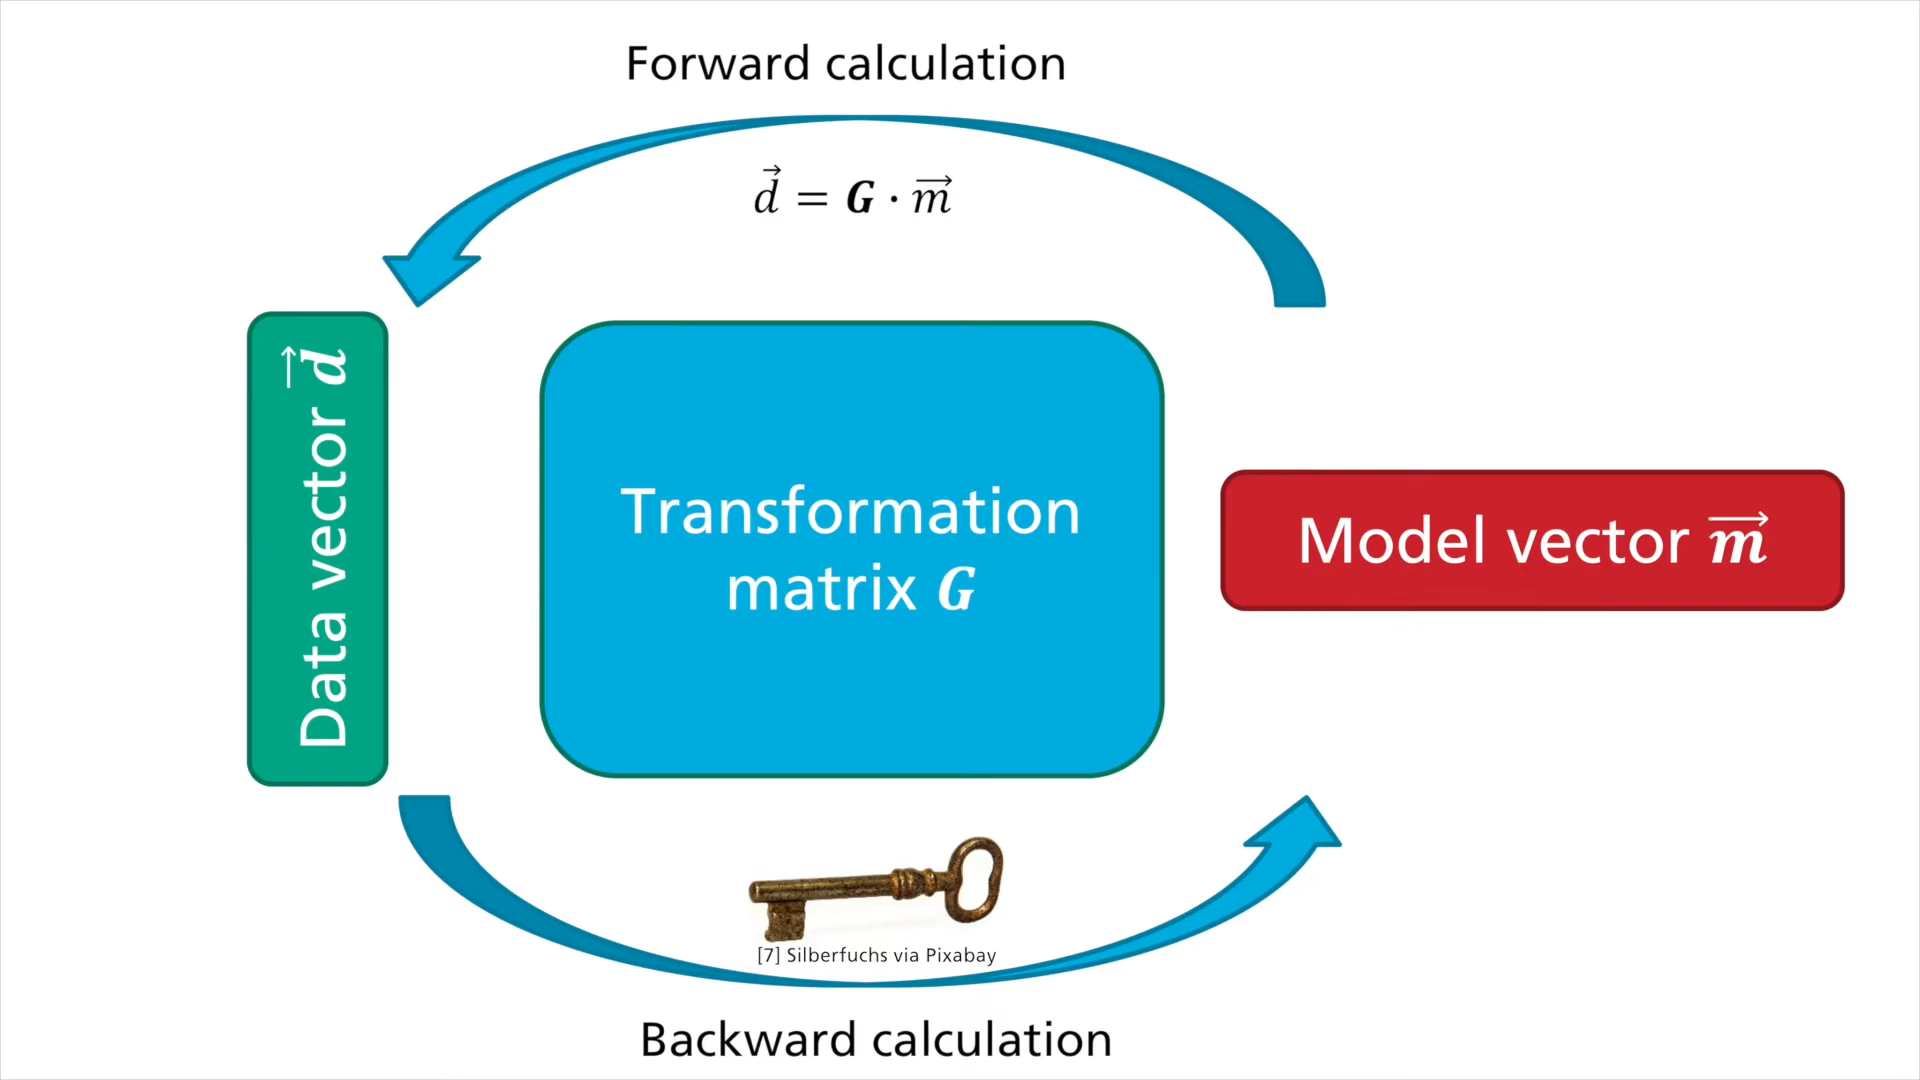 Forward calculation
d⃗ = G · m⃗
Data vector d⃗
Transformation
matrix G
Model vector m⃗
[7] Silberfuchs via Pixabay
Backward calculation